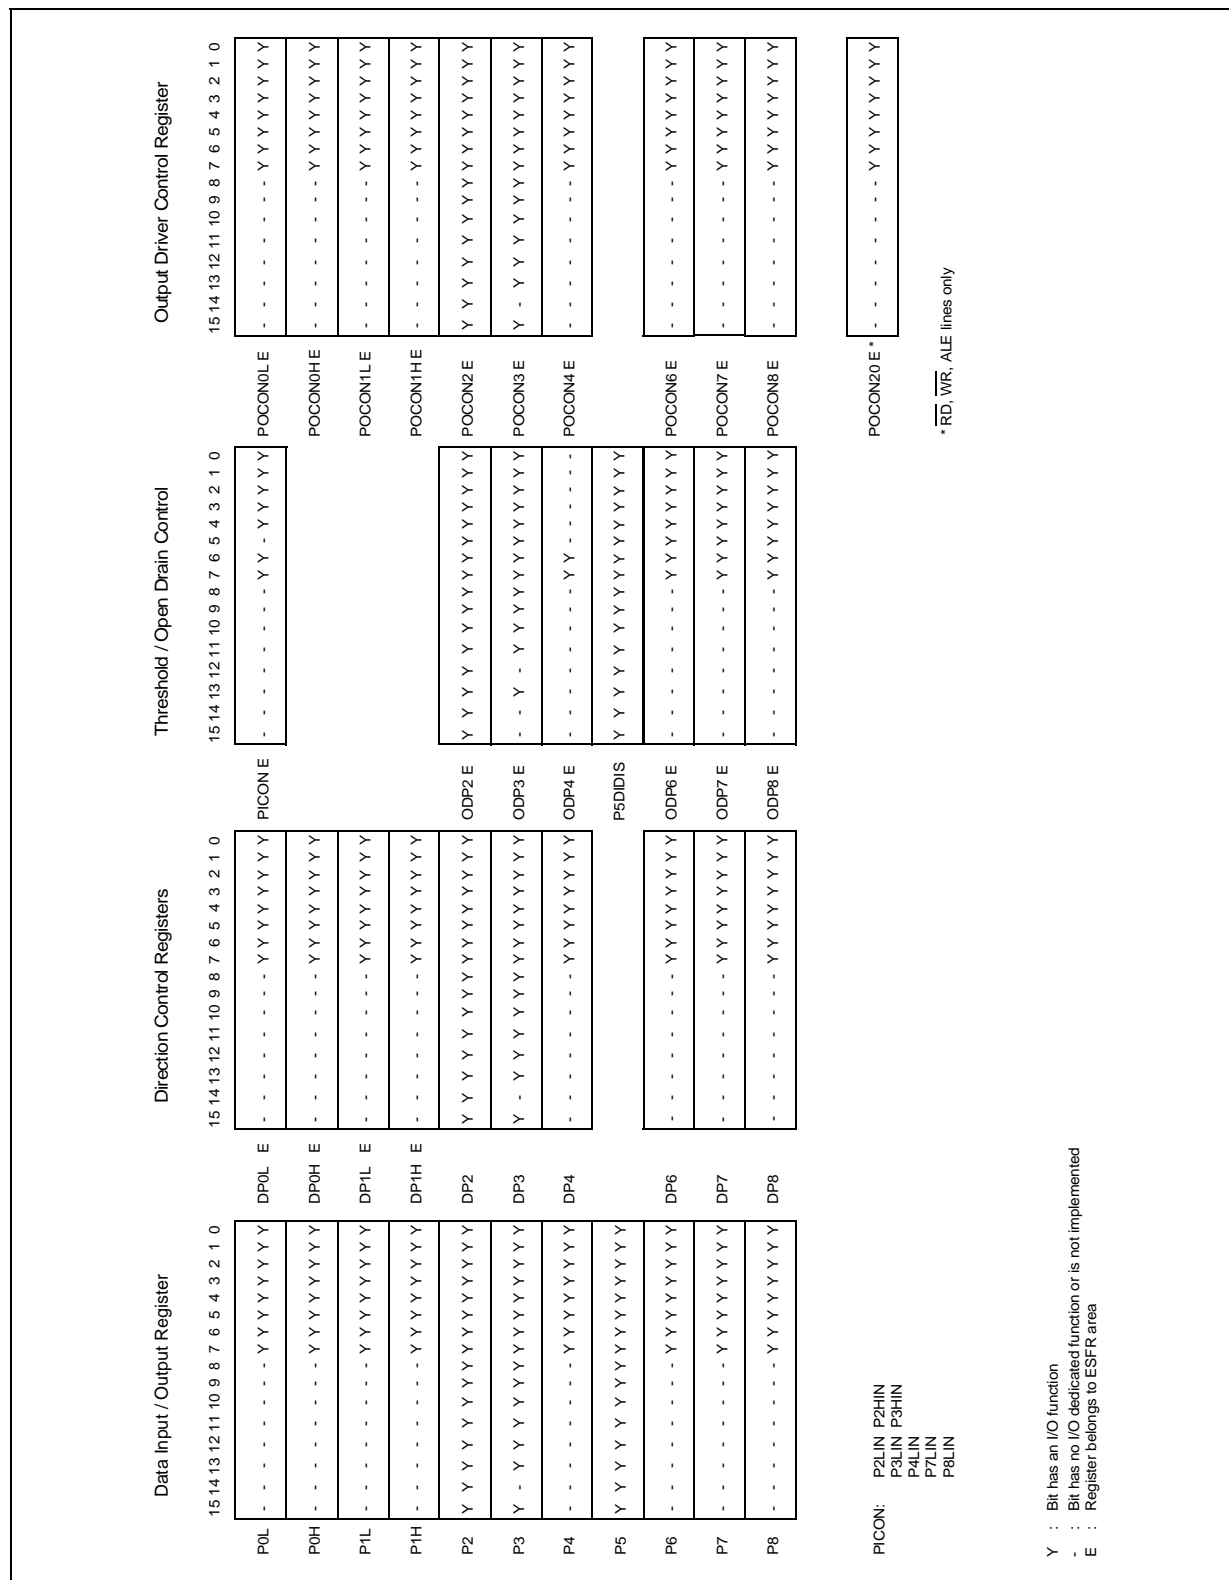 Data Input / Output Register Direction Control Registers Threshold / Open Drain Control Output Driver Control Register
15 14 13 12 11 10 9 8 7 6 5 4 3 2 1 0 15 14 13 12 11 10 9 8 7 6 5 4 3 2 1 0 15 14 13 12 11 10 9 8 7 6 5 4 3 2 1 0 15 14 13 12 11 10 9 8 7 6 5 4 3 2 1 0
P0L - - - - - - - - Y Y Y Y Y Y Y Y DP0L E - - - - - - - - Y Y Y Y Y Y Y Y PICON E - - - - - - - - Y Y - Y Y Y Y Y POCON0L E - - - - - - - - Y Y Y Y Y Y Y Y
P0H - - - - - - - - Y Y Y Y Y Y Y Y DP0H E - - - - - - - - Y Y Y Y Y Y Y Y POCON0H E - - - - - - - - Y Y Y Y Y Y Y Y
P1L - - - - - - - - Y Y Y Y Y Y Y Y DP1L E - - - - - - - - Y Y Y Y Y Y Y Y POCON1L E - - - - - - - - Y Y Y Y Y Y Y Y
P1H - - - - - - - - Y Y Y Y Y Y Y Y DP1H E - - - - - - - - Y Y Y Y Y Y Y Y POCON1H E - - - - - - - - Y Y Y Y Y Y Y Y
P2 Y Y Y Y Y Y Y Y Y Y Y Y Y Y Y Y DP2 Y Y Y Y Y Y Y Y Y Y Y Y Y Y Y Y ODP2 E Y Y Y Y Y Y Y Y Y Y Y Y Y Y Y Y POCON2 E Y Y Y Y Y Y Y Y Y Y Y Y Y Y Y Y
P3 Y - Y Y Y Y Y Y Y Y Y Y Y Y Y Y DP3 Y - Y Y Y Y Y Y Y Y Y Y Y Y Y Y ODP3 E - - Y - Y Y Y Y Y Y Y Y Y Y Y Y POCON3 E Y - Y Y Y Y Y Y Y Y Y Y Y Y Y Y
P4 - - - - - - - - Y Y Y Y Y Y Y Y DP4 - - - - - - - - Y Y Y Y Y Y Y Y ODP4 E - - - - - - - - Y Y - - - - - - POCON4 E - - - - - - - - Y Y Y Y Y Y Y Y
P5 Y Y Y Y Y Y Y Y Y Y Y Y Y Y Y Y P5DIDIS Y Y Y Y Y Y Y Y Y Y Y Y Y Y Y Y
P6 - - - - - - - - Y Y Y Y Y Y Y Y DP6 - - - - - - - - Y Y Y Y Y Y Y Y ODP6 E - - - - - - - - Y Y Y Y Y Y Y Y POCON6 E - - - - - - - - Y Y Y Y Y Y Y Y
P7 - - - - - - - - Y Y Y Y Y Y Y Y DP7 - - - - - - - - Y Y Y Y Y Y Y Y ODP7 E - - - - - - - - Y Y Y Y Y Y Y Y POCON7 E - - - - - - - - Y Y Y Y Y Y Y Y
P8 - - - - - - - - Y Y Y Y Y Y Y Y DP8 - - - - - - - - Y Y Y Y Y Y Y Y ODP8 E - - - - - - - - Y Y Y Y Y Y Y Y POCON8 E - - - - - - - - Y Y Y Y Y Y Y Y
PICON: P2LIN P2HIN POCON20 E * - - - - - - - - Y Y Y Y Y Y Y Y
P3LIN P3HIN
P4LIN
P7LIN * RD, WR, ALE lines only
P8LIN
Y : Bit has an I/O function
- : Bit has no I/O dedicated function or is not implemented
E : Register belongs to ESFR area